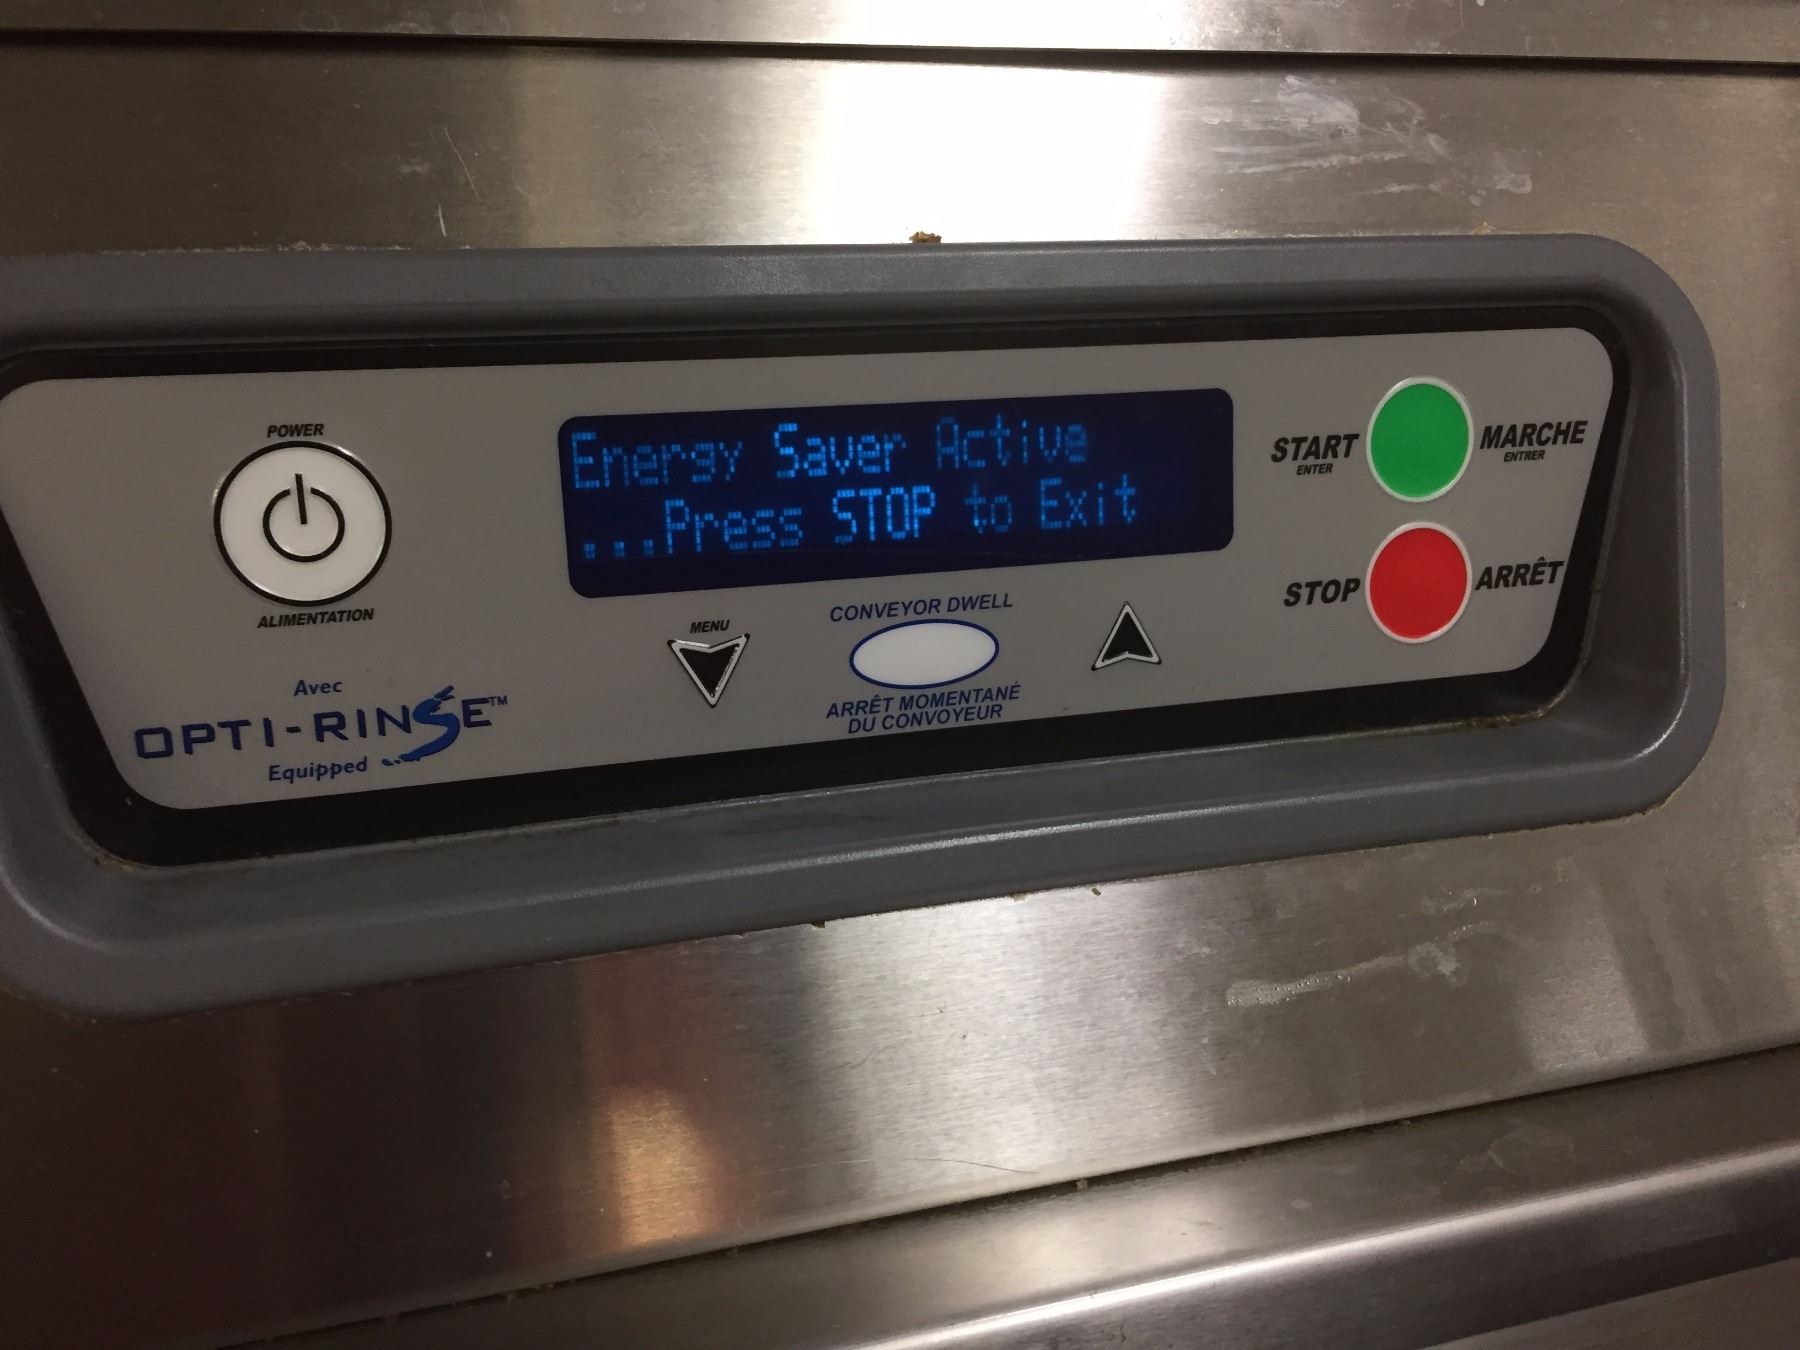 POWER
ALIMENTATION
Avec
OPTI-RINSE™
Equipped
Energy Saver Active
...Press STOP to Exit
MENU
CONVEYOR DWELL
ARRÊT MOMENTANÉ
DU CONVOYEUR
START
ENTER
MARCHE
ENTRER
STOP
ARRÊT